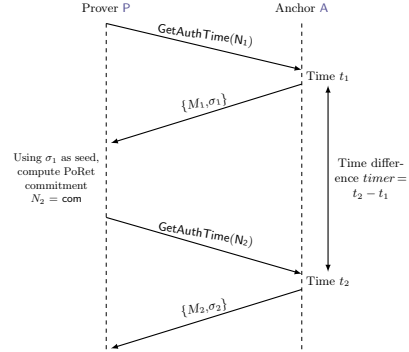 Prover P
Anchor A
GetAuthTime(N₁)
Time t₁
{M₁,σ₁}
Using σ₁ as seed,
compute PoRet
commitment
N₂ = com
Time differ-
ence timer =
t₂ − t₁
GetAuthTime(N₂)
Time t₂
{M₂,σ₂}